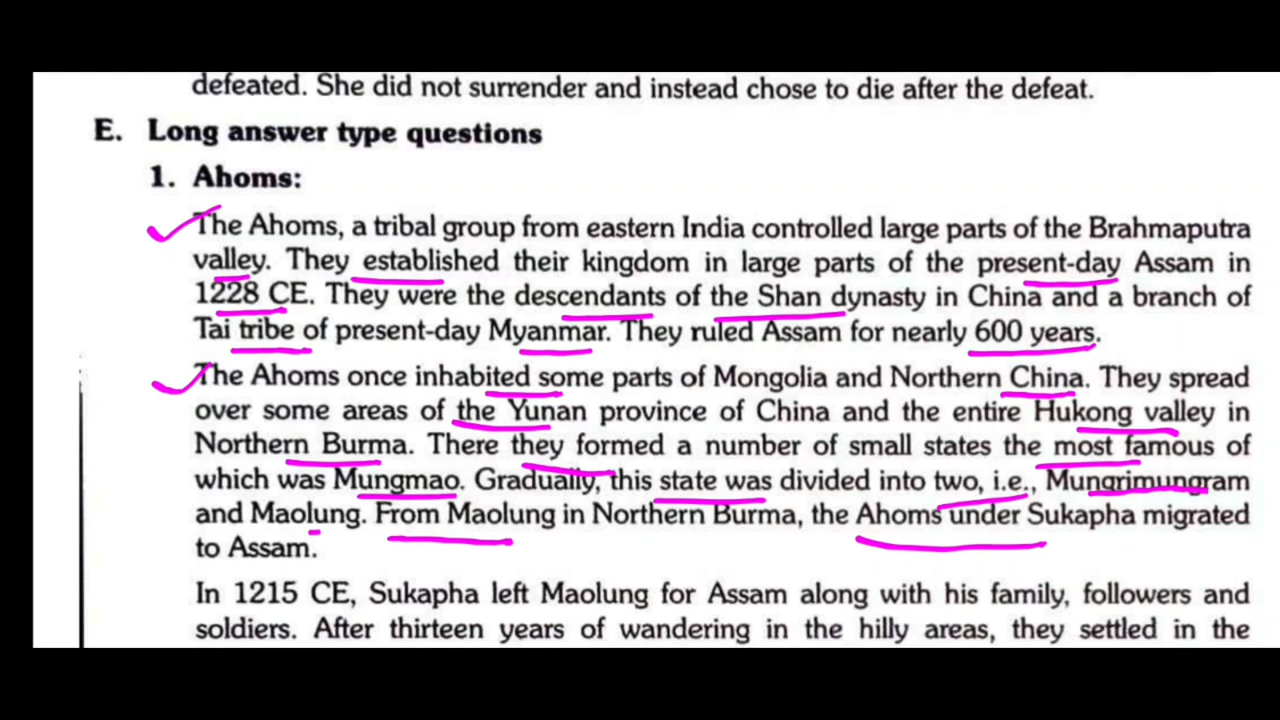 defeated. She did not surrender and instead chose to die after the defeat.
E. Long answer type questions
1. Ahoms:
The Ahoms, a tribal group from eastern India controlled large parts of the Brahmaputra
valley. They established their kingdom in large parts of the present-day Assam in
1228 CE. They were the descendants of the Shan dynasty in China and a branch of
Tai tribe of present-day Myanmar. They ruled Assam for nearly 600 years.
The Ahoms once inhabited some parts of Mongolia and Northern China. They spread
over some areas of the Yunan province of China and the entire Hukong valley in
Northern Burma. There they formed a number of small states the most famous of
which was Mungmao. Gradually, this state was divided into two, i.e., Mungrimungram
and Maolung. From Maolung in Northern Burma, the Ahoms under Sukapha migrated
to Assam.
In 1215 CE, Sukapha left Maolung for Assam along with his family, followers and
soldiers. After thirteen years of wandering in the hilly areas, they settled in the